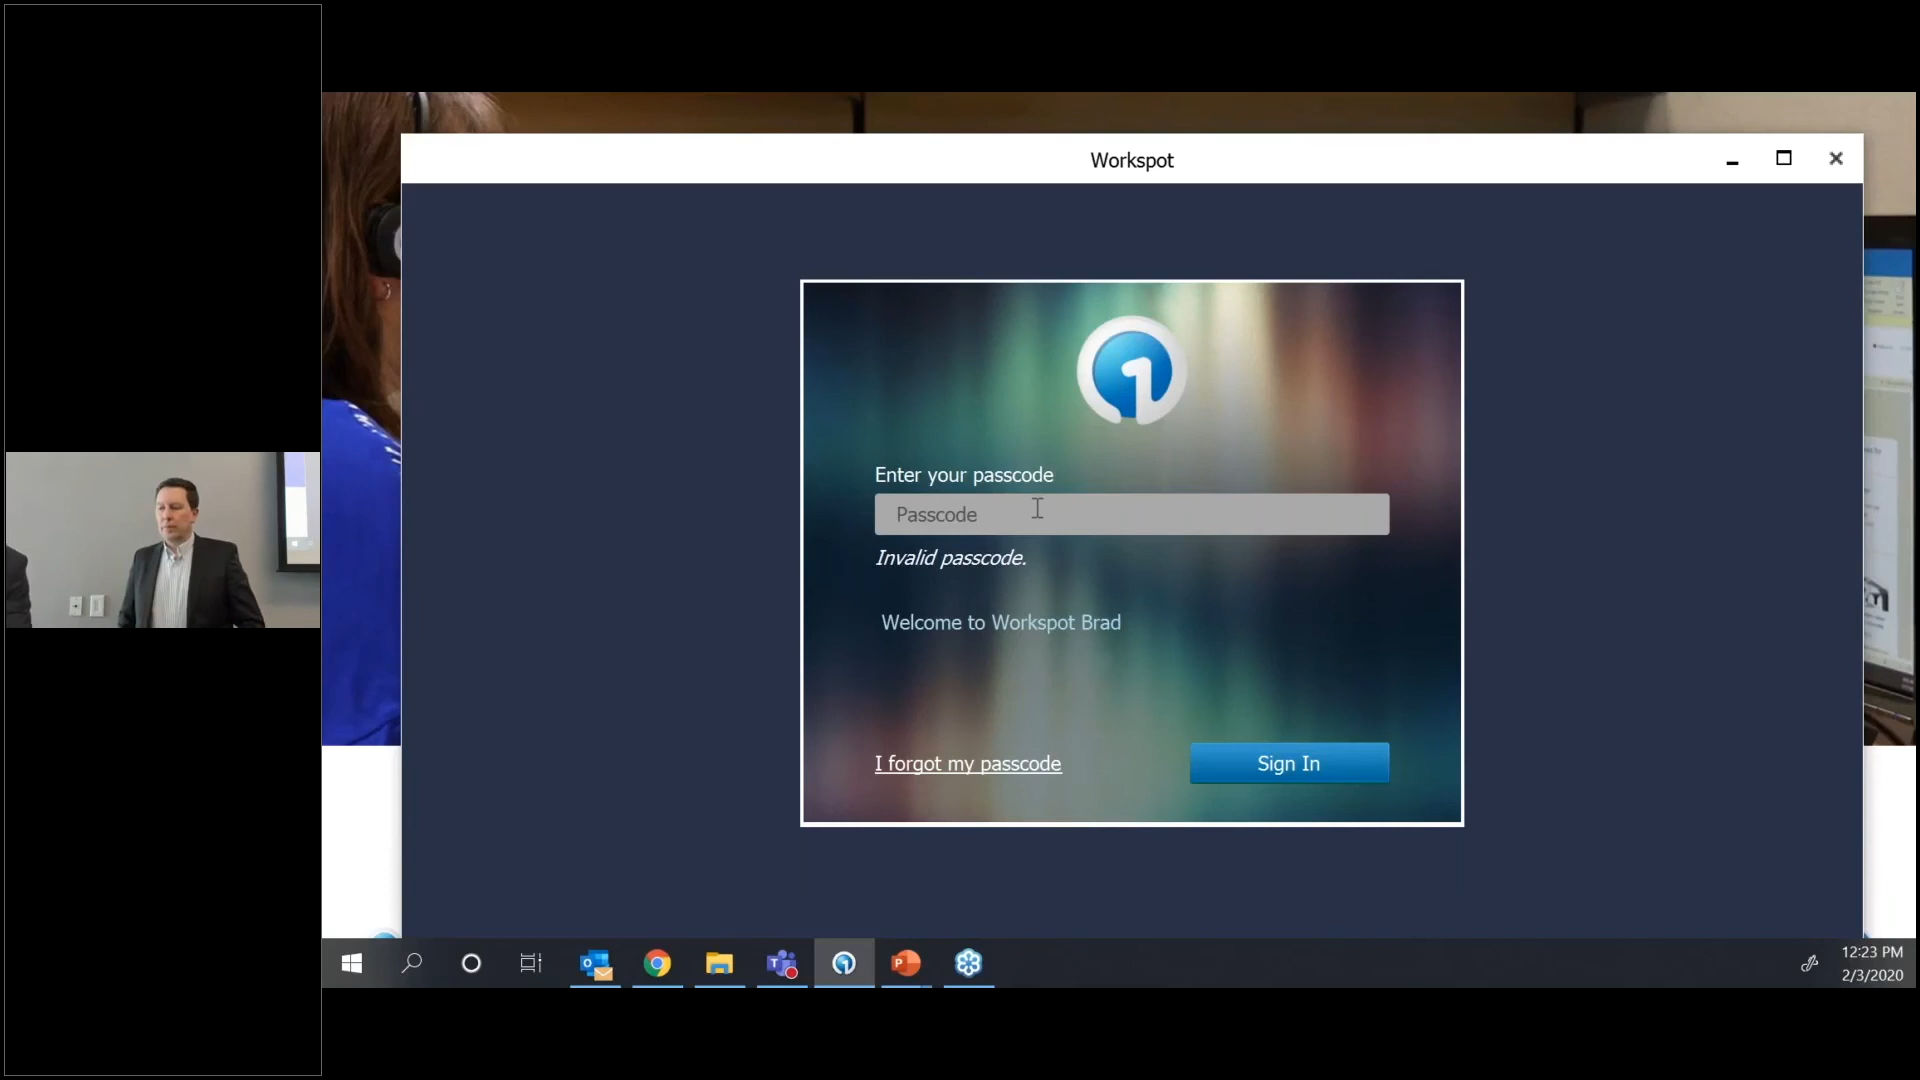 Workspot
Enter your passcode
Passcode
Invalid passcode.
Welcome to Workspot Brad
I forgot my passcode
Sign In
12:23 PM
2/3/2020